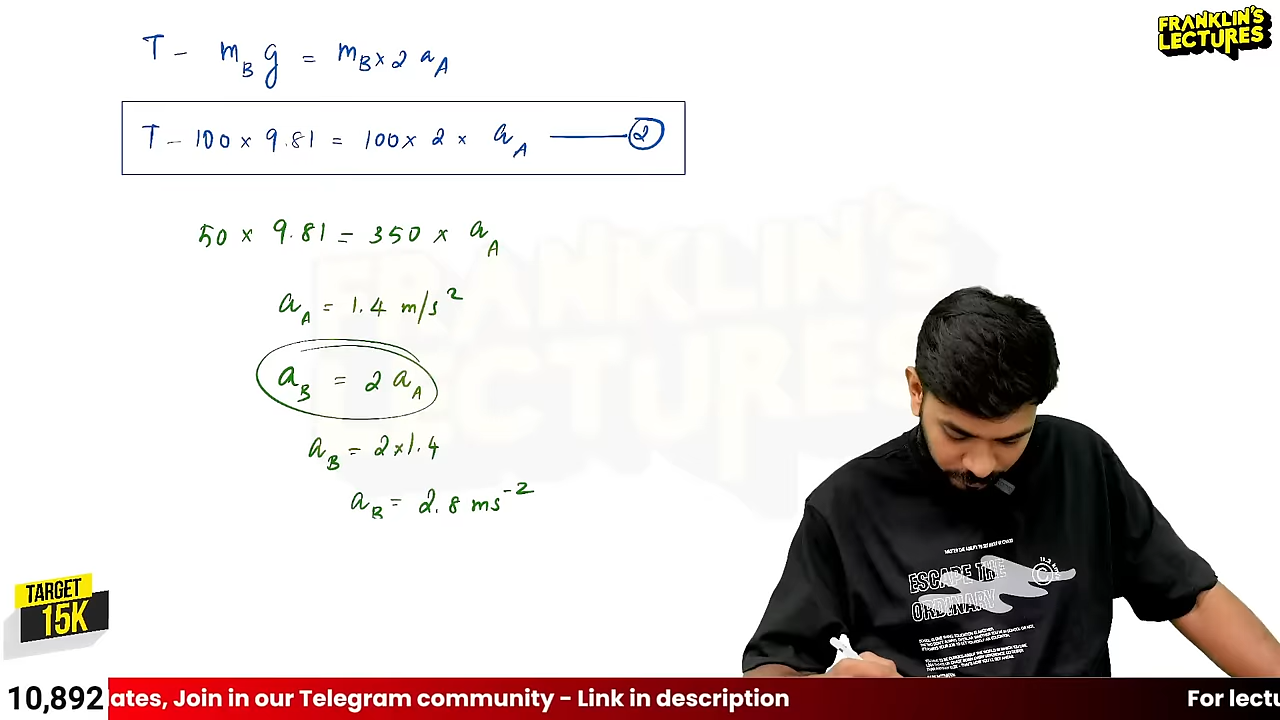 FRANKLIN'S
LECTURES
T - m_B g = m_B × 2 a_A
T - 100 × 9.81 = 100 × 2 × a_A ——— ②
50 × 9.81 = 350 × a_A
a_A = 1.4 m/s²
a_B = 2 a_A
a_B = 2×1.4
a_B = 2.8 ms⁻²
FRANKLIN'S
LECTURES
ESCAPE THE
ORDINARY
TARGET
15K
10,892 ates, Join in our Telegram community - Link in description For lectu